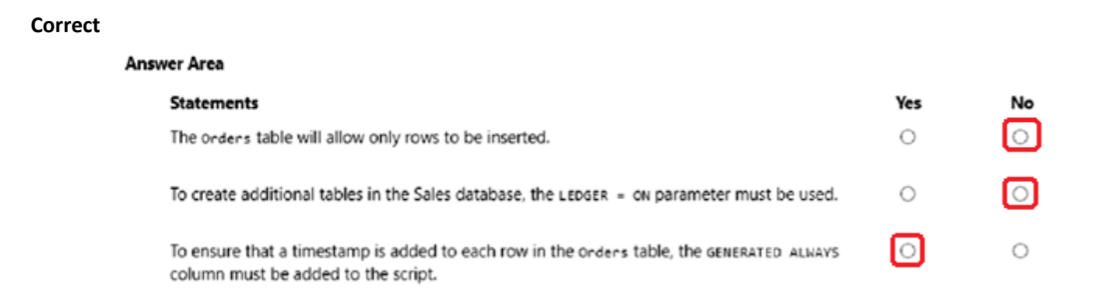 Correct
Answer Area
Statements Yes No
The orders table will allow only rows to be inserted.
To create additional tables in the Sales database, the LEDGER = ON parameter must be used.
To ensure that a timestamp is added to each row in the orders table, the GENERATED ALWAYS
column must be added to the script.